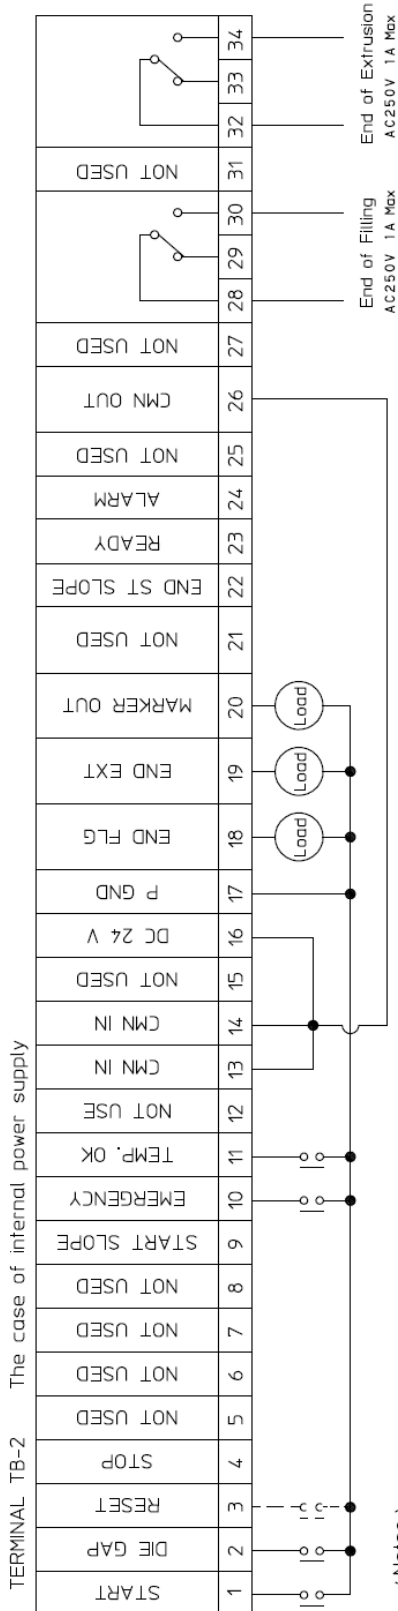 TERMINAL TB-2 The case of internal power supply
1 START
2 DIE GAP
3 RESET
4 STOP
5 NOT USED
6 NOT USED
7 NOT USED
8 NOT USED
9 START SLOPE
10 EMERGENCY
11 TEMP. OK
12 NOT USE
13 CMN IN
14 CMN IN
15 NOT USED
16 DC 24 V
17 P GND
18 END FLG
19 END EXT
20 MARKER OUT
21 NOT USED
22 END ST SLOPE
23 READY
24 ALARM
25 NOT USED
26 CMN OUT
27 NOT USED
28
29
30
31 NOT USED
32
33
34
Load
Load
Load
End of Filling
AC250V 1A Max
End of Extrusion
AC250V 1A Max